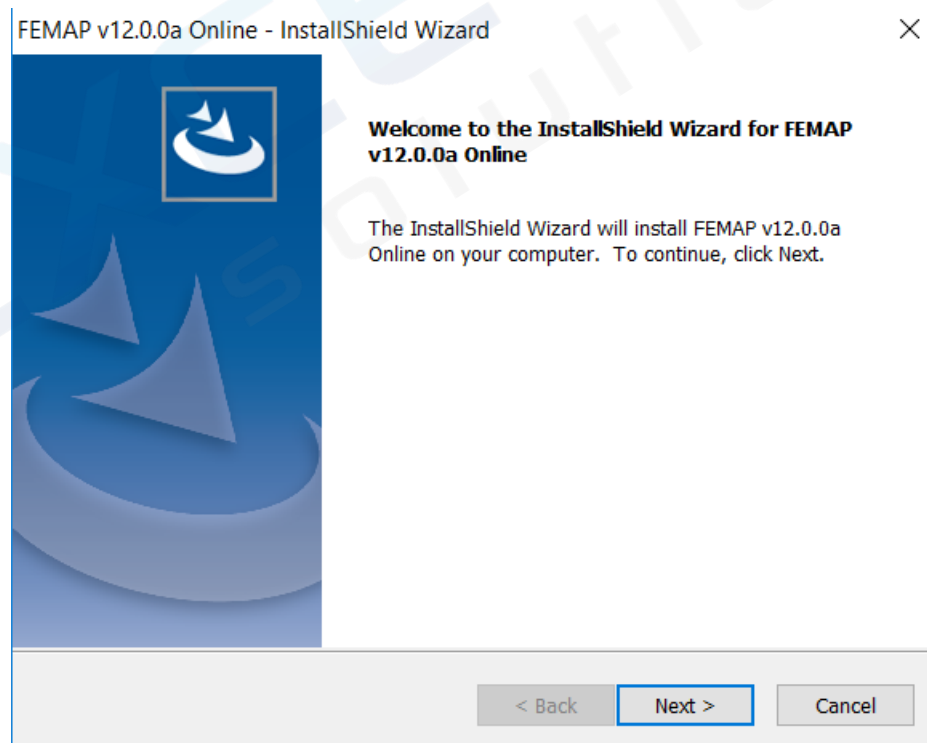 FEMAP v12.0.0a Online - InstallShield Wizard
Welcome to the InstallShield Wizard for FEMAP
v12.0.0a Online
The InstallShield Wizard will install FEMAP v12.0.0a
Online on your computer.  To continue, click Next.
< Back
Next >
Cancel